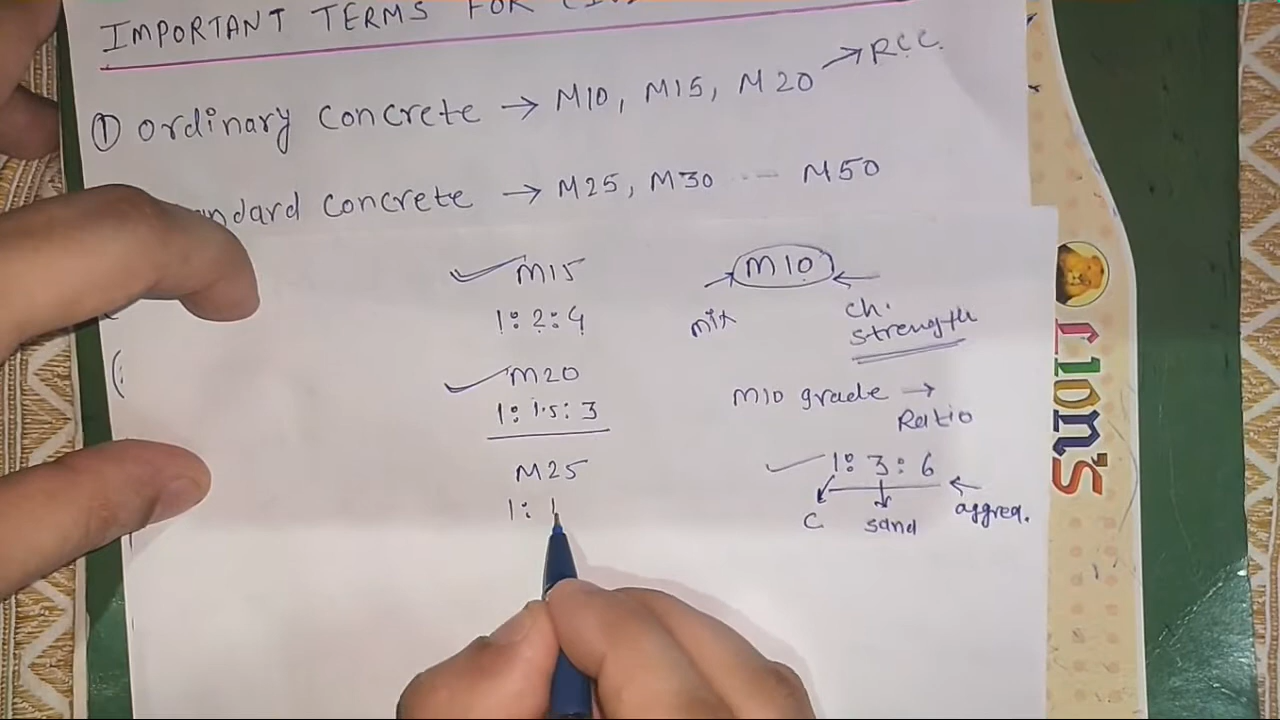 IMPORTANT TERMS FOR
① Ordinary concrete → M10, M15, M20 → RCC.
ndard concrete → M25, M30 --- M50
M15
1:2:4
M20
1:1.5:3
M25
1: 1
M10
mix
ch.
strength
M10 grade →
Ratio
1:3:6
C
sand
aggreg.
LION'S